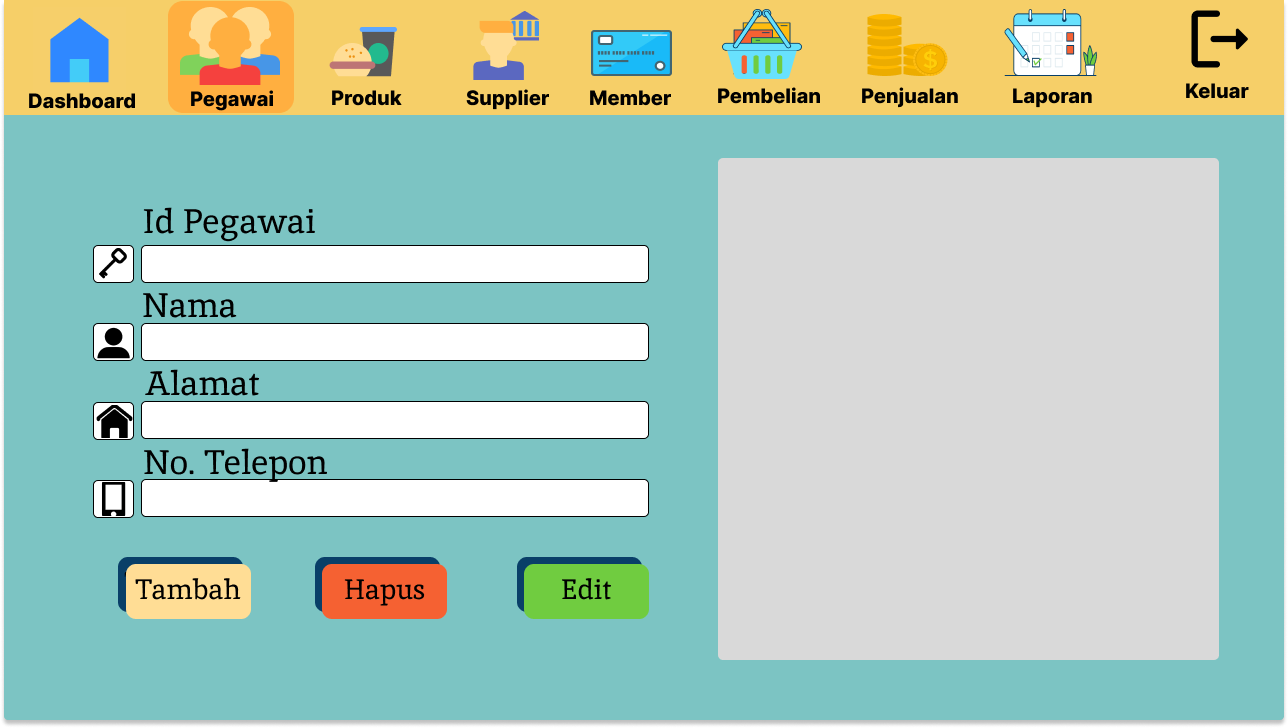 Dashboard
Pegawai
Produk
Supplier
Member
Pembelian
Penjualan
Laporan
Keluar
Id Pegawai
Nama
Alamat
No. Telepon
Tambah
Hapus
Edit